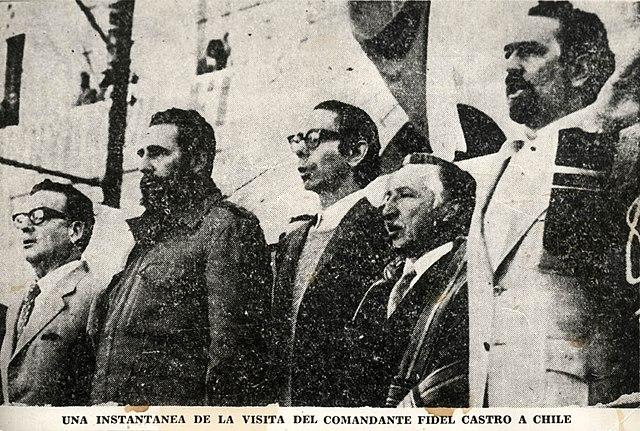 UNA INSTANTANEA DE LA VISITA DEL COMANDANTE FIDEL CASTRO A CHILE